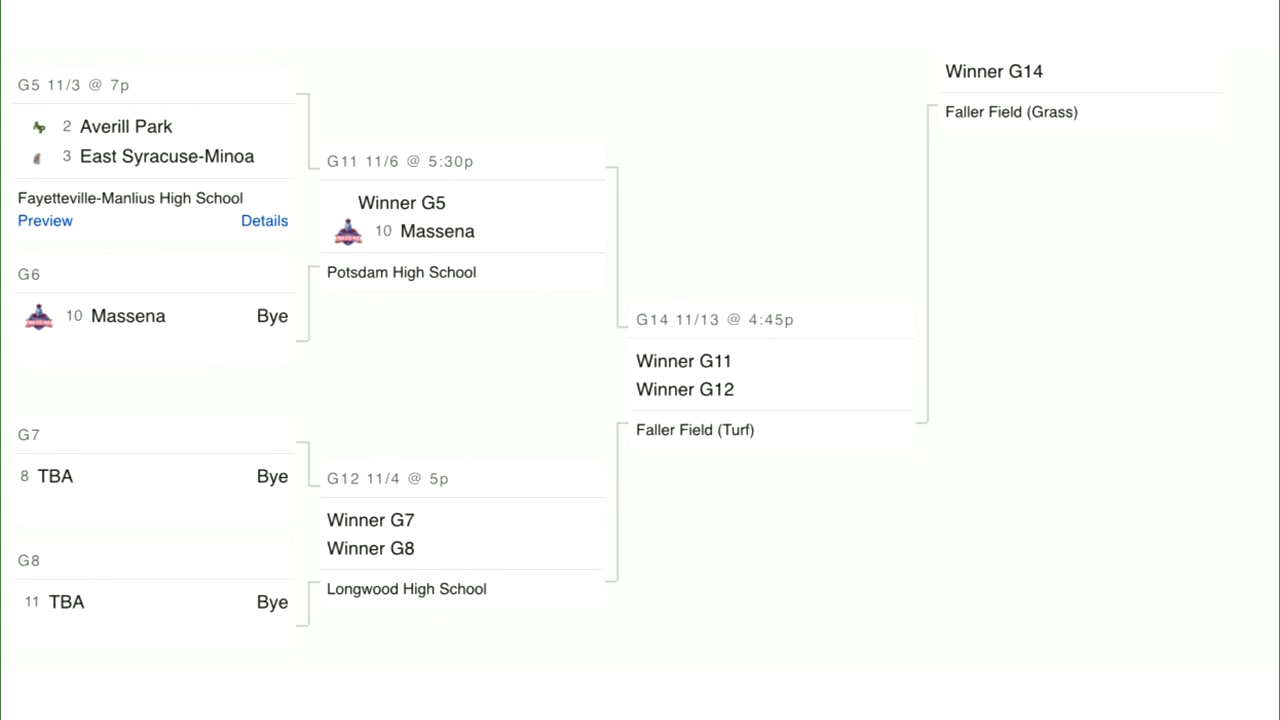 G5 11/3 @ 7p
2 Averill Park
3 East Syracuse-Minoa
Fayetteville-Manlius High School
Preview Details
G6
10 Massena Bye
G7
8 TBA Bye
G8
11 TBA Bye
G11 11/6 @ 5:30p
Winner G5
10 Massena
Potsdam High School
G12 11/4 @ 5p
Winner G7
Winner G8
Longwood High School
G14 11/13 @ 4:45p
Winner G11
Winner G12
Faller Field (Turf)
Winner G14
Faller Field (Grass)